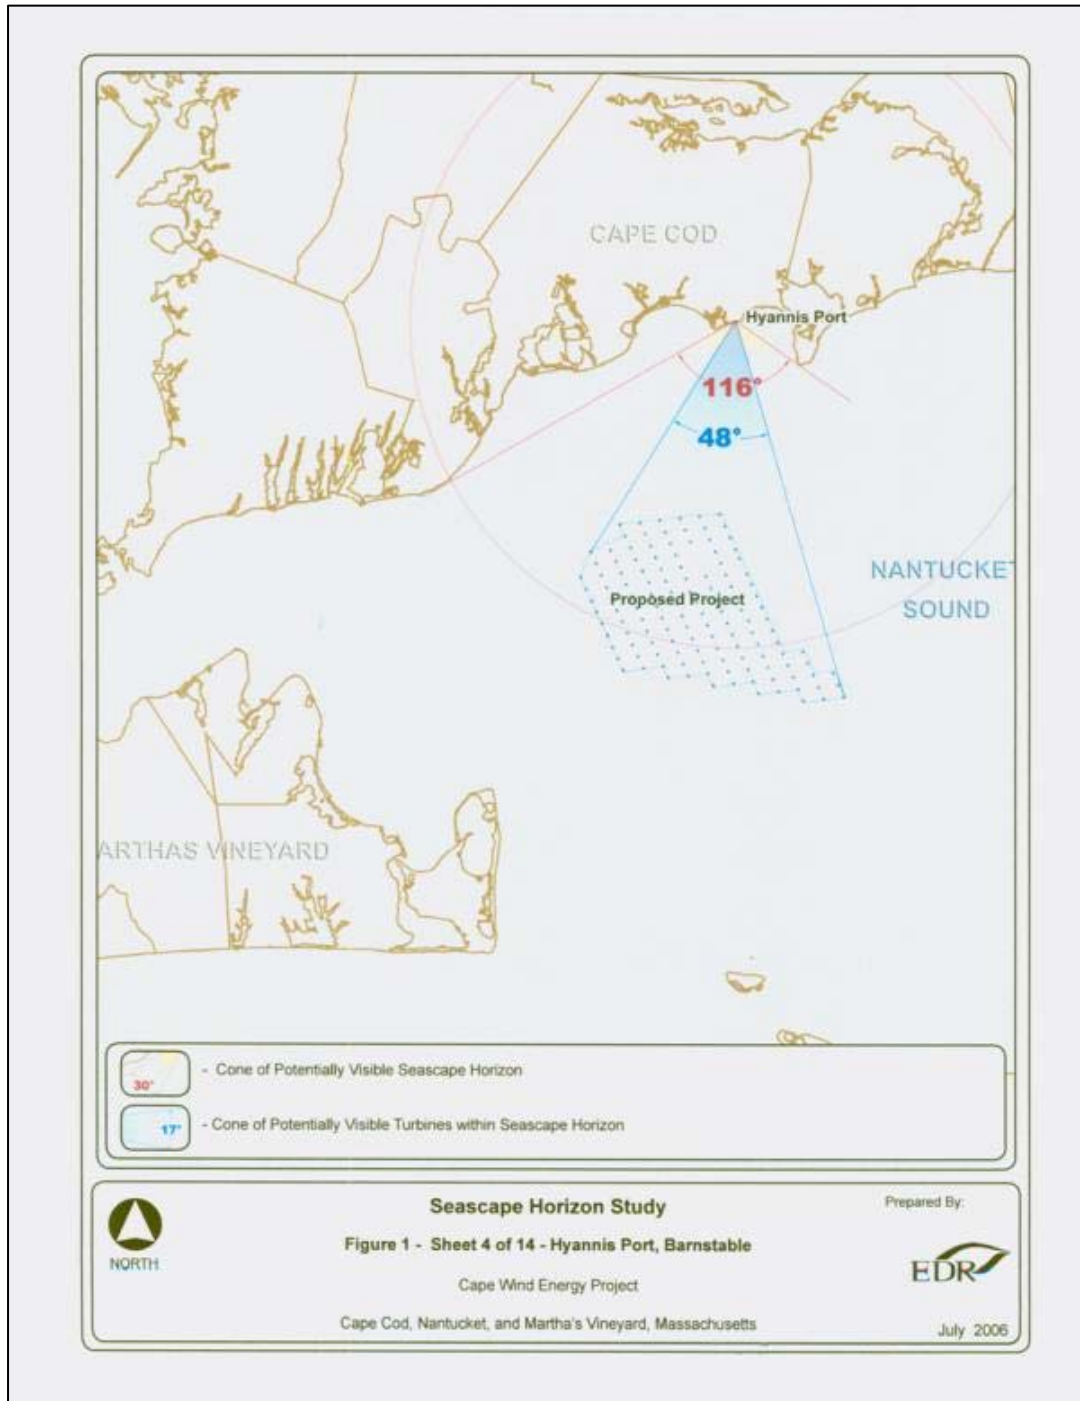 CAPE COD
Hyannis Port
116°
48°
NANTUCKET
SOUND
Proposed Project
ARTHAS VINEYARD
30°
- Cone of Potentially Visible Seascape Horizon
17°
- Cone of Potentially Visible Turbines within Seascape Horizon
NORTH
Seascape Horizon Study
Figure 1 - Sheet 4 of 14 - Hyannis Port, Barnstable
Cape Wind Energy Project
Cape Cod, Nantucket, and Martha's Vineyard, Massachusetts
Prepared By:
EDR
July 2006